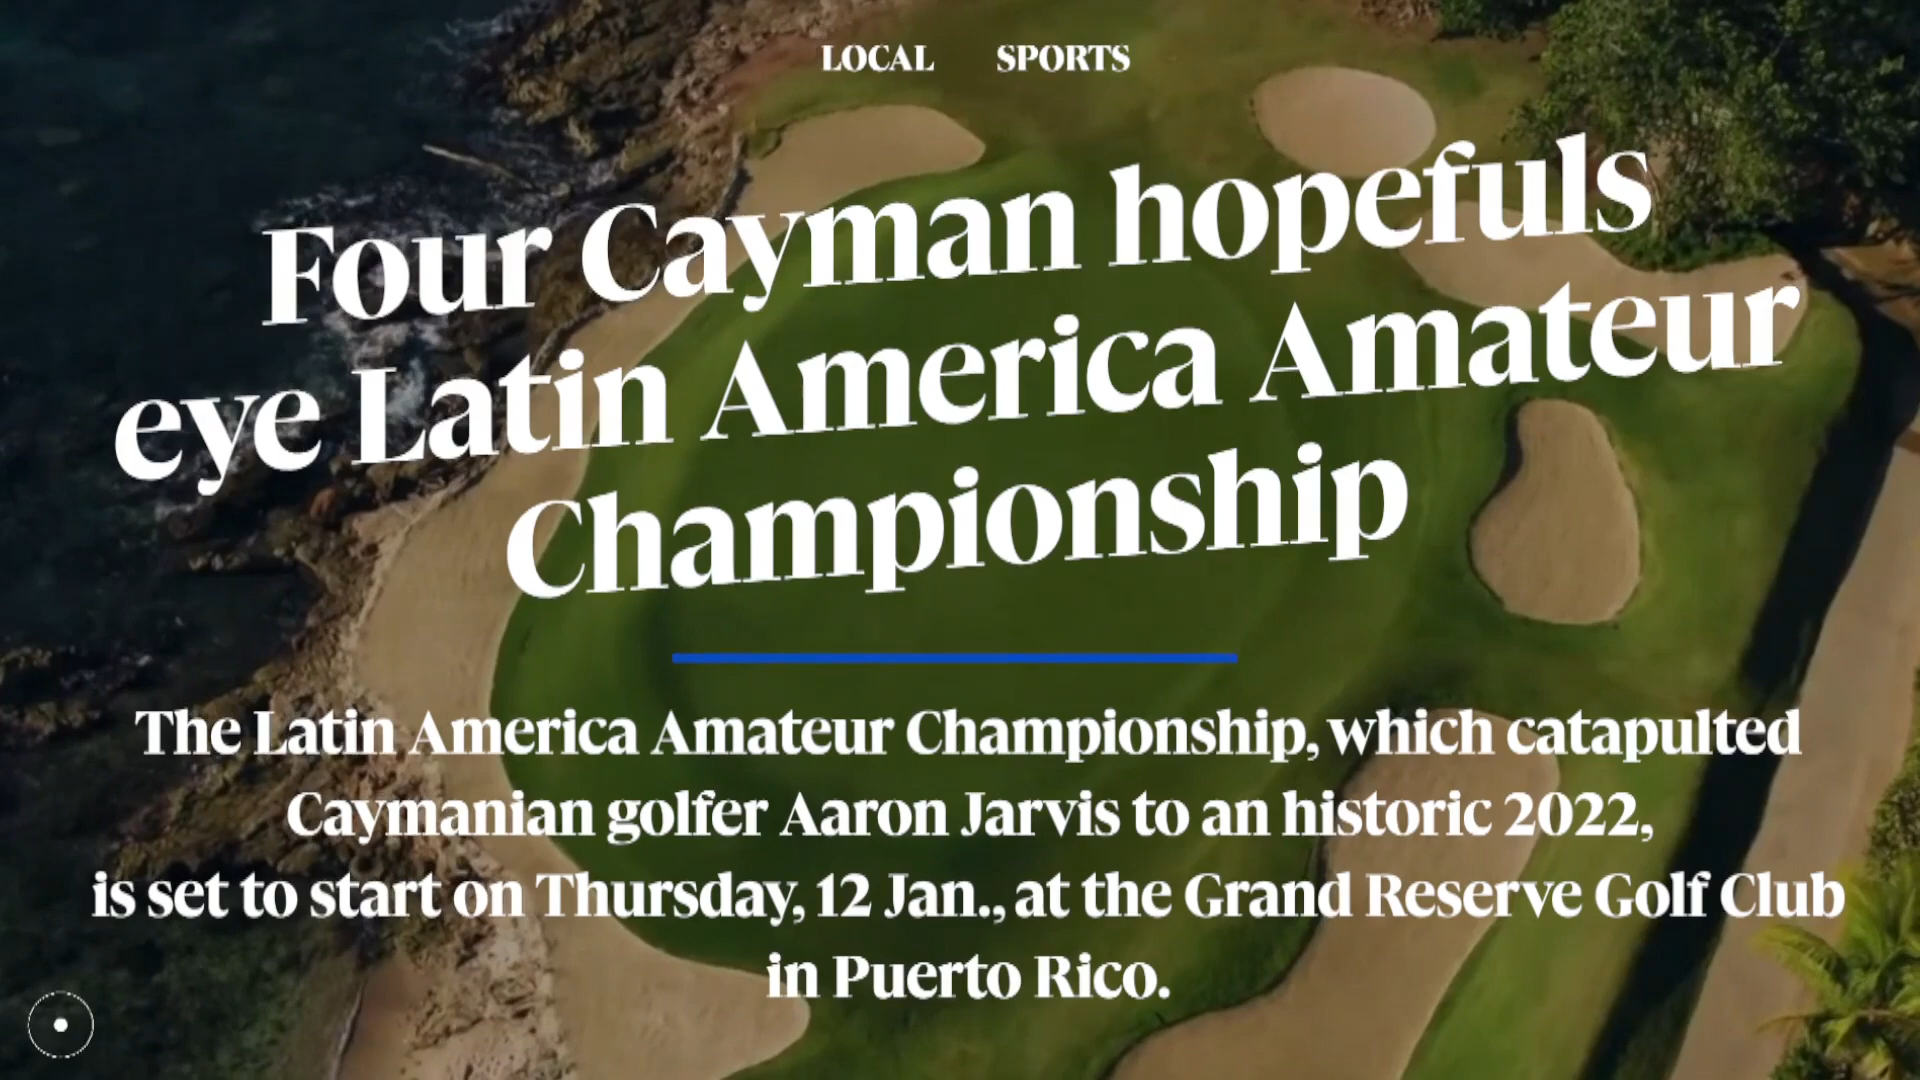 LOCAL SPORTS
Four Cayman hopefuls
eye Latin America Amateur
Championship
The Latin America Amateur Championship, which catapulted
Caymanian golfer Aaron Jarvis to an historic 2022,
is set to start on Thursday, 12 Jan., at the Grand Reserve Golf Club
in Puerto Rico.